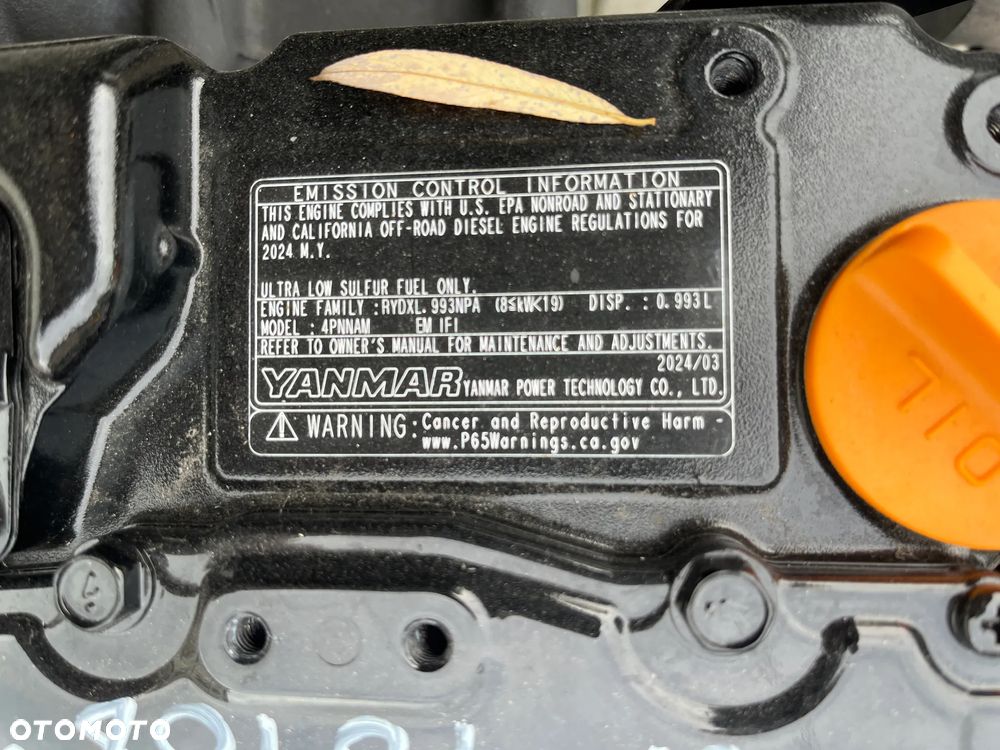 EMISSION CONTROL INFORMATION
THIS ENGINE COMPLIES WITH U.S. EPA NONROAD AND STATIONARY
AND CALIFORNIA OFF-ROAD DIESEL ENGINE REGULATIONS FOR
2024 M.Y.
ULTRA LOW SULFUR FUEL ONLY.
ENGINE FAMILY : RYDXL.993NPA (8≤kW<19) DISP. : 0.993L
MODEL : 4PNNAM EM IFI
REFER TO OWNER'S MANUAL FOR MAINTENANCE AND ADJUSTMENTS.
2024/03
YANMAR YANMAR POWER TECHNOLOGY CO., LTD.
⚠ WARNING: Cancer and Reproductive Harm -
www.P65Warnings.ca.gov
OIL
OTOMOTO